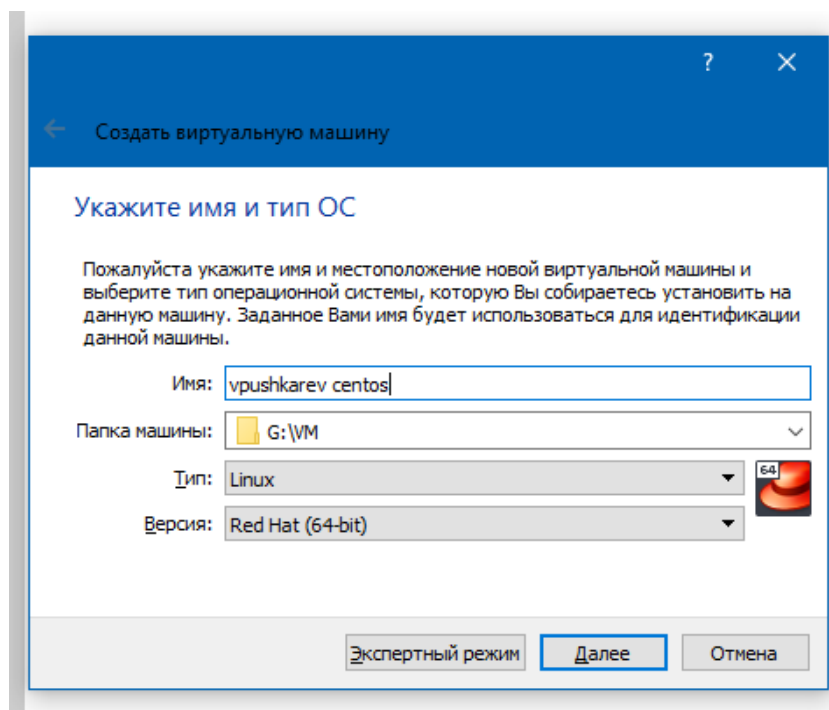 ?
Создать виртуальную машину
Укажите имя и тип ОС
Пожалуйста укажите имя и местоположение новой виртуальной машины и
выберите тип операционной системы, которую Вы собираетесь установить на
данную машину. Заданное Вами имя будет использоваться для идентификации
данной машины.
Имя: vpushkarev centos
Папка машины: G:\VM
Тип: Linux
64
Версия: Red Hat (64-bit)
Экспертный режим Далее Отмена